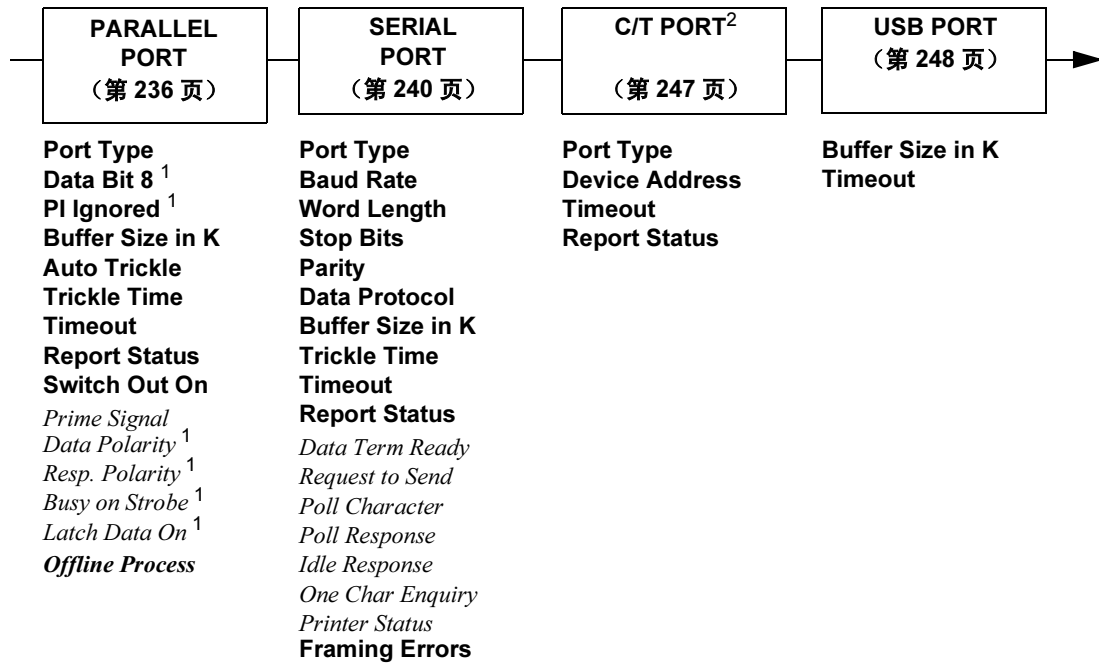 PARALLEL
PORT
（第 236 页）
Port Type
Data Bit 8 1
PI Ignored 1
Buffer Size in K
Auto Trickle
Trickle Time
Timeout
Report Status
Switch Out On
Prime Signal
Data Polarity 1
Resp. Polarity 1
Busy on Strobe 1
Latch Data On 1
Offline Process
SERIAL
PORT
（第 240 页）
Port Type
Baud Rate
Word Length
Stop Bits
Parity
Data Protocol
Buffer Size in K
Trickle Time
Timeout
Report Status
Data Term Ready
Request to Send
Poll Character
Poll Response
Idle Response
One Char Enquiry
Printer Status
Framing Errors
C/T PORT2
（第 247 页）
Port Type
Device Address
Timeout
Report Status
USB PORT
（第 248 页）
Buffer Size in K
Timeout